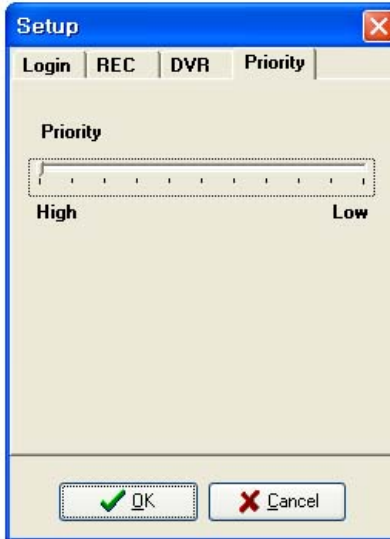 Setup
Login REC DVR Priority
Priority
High Low
OK Cancel